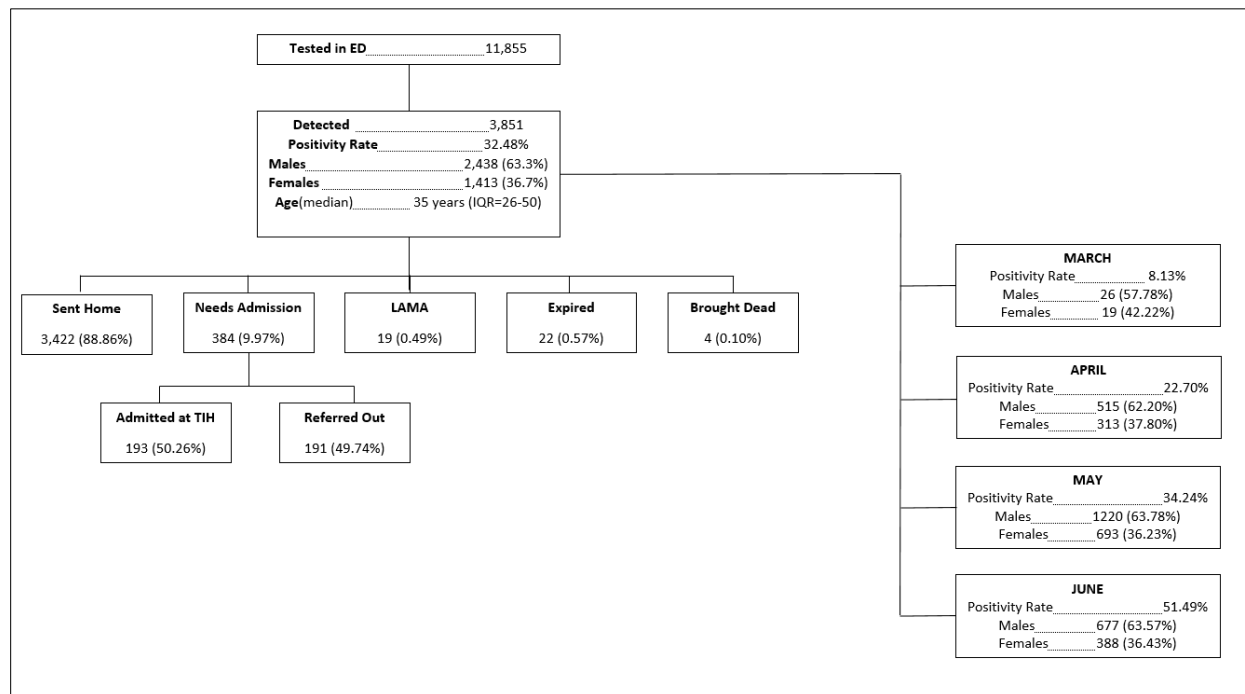 Tested in ED 11,855
Detected 3,851
Positivity Rate 32.48%
Males 2,438 (63.3%)
Females 1,413 (36.7%)
Age(median) 35 years (IQR=26-50)
Sent Home
3,422 (88.86%)
Needs Admission
384 (9.97%)
LAMA
19 (0.49%)
Expired
22 (0.57%)
Brought Dead
4 (0.10%)
Admitted at TIH
193 (50.26%)
Referred Out
191 (49.74%)
MARCH
Positivity Rate 8.13%
Males 26 (57.78%)
Females 19 (42.22%)
APRIL
Positivity Rate 22.70%
Males 515 (62.20%)
Females 313 (37.80%)
MAY
Positivity Rate 34.24%
Males 1220 (63.78%)
Females 693 (36.23%)
JUNE
Positivity Rate 51.49%
Males 677 (63.57%)
Females 388 (36.43%)